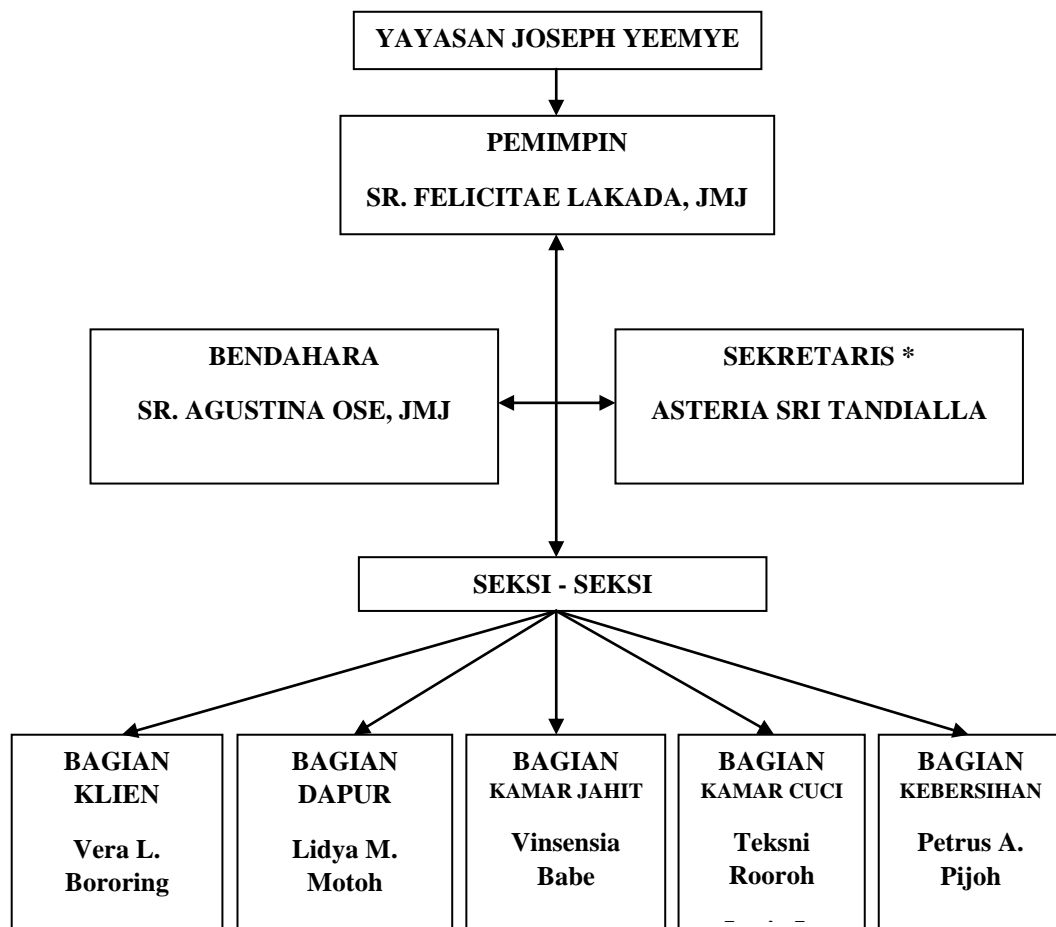 YAYASAN JOSEPH YEEMYE
PEMIMPIN
SR. FELICITAE LAKADA, JMJ
BENDAHARA
SR. AGUSTINA OSE, JMJ
SEKRETARIS *
ASTERIA SRI TANDIALLA
SEKSI - SEKSI
BAGIAN
KLIEN
Vera L.
Bororing
BAGIAN
DAPUR
Lidya M.
Motoh
BAGIAN
KAMAR JAHIT
Vinsensia
Babe
BAGIAN
KAMAR CUCI
Teksni
Rooroh
BAGIAN
KEBERSIHAN
Petrus A.
Pijoh